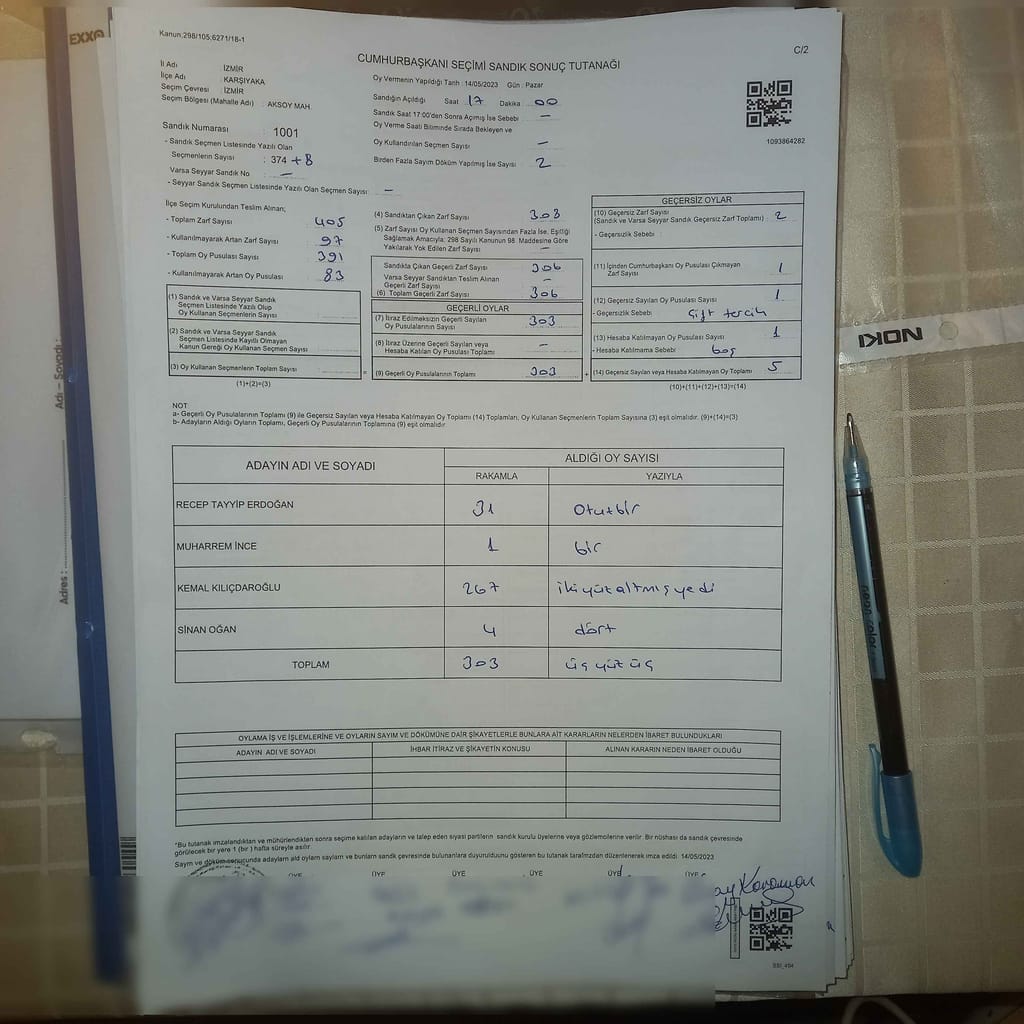 EXXA
Kanun.298/105;6271/18-1
C/2
CUMHURBAŞKANI SEÇİMİ SANDIK SONUÇ TUTANAĞI
İl Adı : İZMİR
İlçe Adı : KARŞIYAKA
Seçim Çevresi : İZMİR
Seçim Bölgesi (Mahalle Adı) : AKSOY MAH.
Oy Vermenin Yapıldığı Tarih : 14/05/2023 Gün : Pazar
Sandığın Açıldığı Saat 17 Dakika 00
Sandık Saat 17:00'den Sonra Açımış İse Sebebi –
Oy Verme Saati Bitiminde Sırada Bekleyen ve
Oy Kullandırılan Seçmen Sayısı –
Birden Fazla Sayım Döküm Yapılmış İse Sayısı 2
1093864282
Sandık Numarası : 1001
- Sandık Seçmen Listesinde Yazılı Olan
Seçmenlerin Sayısı : 374 +8
Varsa Seyyar Sandık No –
- Seyyar Sandık Seçmen Listesinde Yazılı Olan Seçmen Sayısı : –
İlçe Seçim Kurulundan Teslim Alınan;
- Toplam Zarf Sayısı 405
- Kullanılmayarak Artan Zarf Sayısı 97
- Toplam Oy Pusulası Sayısı 391
- Kullanılmayarak Artan Oy Pusulası 83
(1) Sandık ve Varsa Seyyar Sandık
Seçmen Listesinde Yazılı Olup
Oy Kullanan Seçmenlerin Sayısı
(2) Sandık ve Varsa Seyyar Sandık
Seçmen Listesinde Kayıtlı Olmayan
Kanun Gereği Oy Kullanan Seçmen Sayısı
(3) Oy Kullanan Seçmenlerin Toplam Sayısı
(1)+(2)=(3)
(4) Sandıktan Çıkan Zarf Sayısı 308
(5) Zarf Sayısı Oy Kullanan Seçmen Sayısından Fazla İse, Eşitliği
Sağlamak Amacıyla; 298 Sayılı Kanunun 98. Maddesine Göre
Yakılarak Yok Edilen Zarf Sayısı –
Sandıkta Çıkan Geçerli Zarf Sayısı 306
Varsa Seyyar Sandıktan Teslim Alınan
Geçerli Zarf Sayısı –
(6) Toplam Geçerli Zarf Sayısı 306
GEÇERLİ OYLAR
(7) İtiraz Edilmeksizin Geçerli Sayılan
Oy Pusulalarının Sayısı 303
(8) İtiraz Üzerine Geçerli Sayılan veya
Hesaba Katılan Oy Pusulası Toplamı –
= (9) Geçerli Oy Pusulalarının Toplamı 303 +
GEÇERSİZ OYLAR
(10) Geçersiz Zarf Sayısı
(Sandık ve Varsa Seyyar Sandık Geçersiz Zarf Toplamı) : 2
- Geçersizlik Sebebi :
(11) İçinden Cumhurbaşkanı Oy Pusulası Çıkmayan
Zarf Sayısı 1
(12) Geçersiz Sayılan Oy Pusulası Sayısı 1
- Geçersizlik Sebebi : çift tercih
(13) Hesaba Katılmayan Oy Pusulası Sayısı 1
- Hesaba Katılmama Sebebi : boş
(14) Geçersiz Sayılan veya Hesaba Katılmayan Oy Toplamı 5
(10)+(11)+(12)+(13)=(14)
NOT:
a- Geçerli Oy Pusulalarının Toplamı (9) ile Geçersiz Sayılan veya Hesaba Katılmayan Oy Toplamı (14) Toplamları, Oy Kullanan Seçmenlerin Toplam Sayısına (3) eşit olmalıdır. (9)+(14)=(3)
b- Adayların Aldığı Oyların Toplamı, Geçerli Oy Pusulalarının Toplamına (9) eşit olmalıdır
ADAYIN ADI VE SOYADI
ALDIĞI OY SAYISI
RAKAMLA YAZIYLA
RECEP TAYYİP ERDOĞAN 31 otutbir
MUHARREM İNCE 1 bir
KEMAL KILIÇDAROĞLU 267 ikiyüzaltmışyedi
SİNAN OĞAN 4 dört
TOPLAM 303 üçyüzüç
OYLAMA İŞ VE İŞLEMLERİNE VE OYLARIN SAYIM VE DÖKÜMÜNE DAİR ŞİKAYETLERLE BUNLARA AİT KARARLARIN NELERDEN İBARET BULUNDUKLARI
ADAYIN ADI VE SOYADI İHBAR İTİRAZ VE ŞİKAYETİN KONUSU ALINAN KARARIN NEDEN İBARET OLDUĞU
*Bu tutanak imzalandıktan ve mühürlendikten sonra seçime katılan adayların ve talep eden siyasi partilerin sandık kurulu üyelerine veya gözlemcilerine verilir. Bir nüshası da sandık çevresinde
görülecek bir yere 1 (bir ) hafta süreyle asılır.
Sayım ve döküm sonucunda adayların aldığı oyların sayısını ve bunların sandık çevresinde bulunanlara duyurulduğunu gösteren bu tutanak tarafımızdan düzenlenerek imza edildi. 14/05/2023
ÜYE ÜYE ÜYE ÜYE ÜYE ÜYE
Karaman
Adı – Soyadı :
Adres :
NOKI